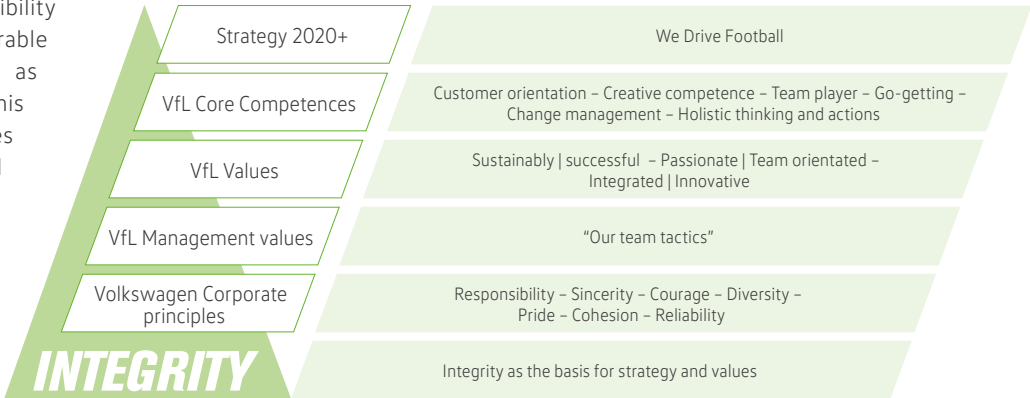 as
Strategy 2020+
We Drive Football
VfL Core Competences
Customer orientation – Creative competence – Team player – Go-getting –
Change management – Holistic thinking and actions
VfL Values
Sustainably | successful – Passionate | Team orientated –
Integrated | Innovative
VfL Management values
“Our team tactics”
Volkswagen Corporate
principles
Responsibility – Sincerity – Courage – Diversity –
Pride – Cohesion – Reliability
INTEGRITY
Integrity as the basis for strategy and values